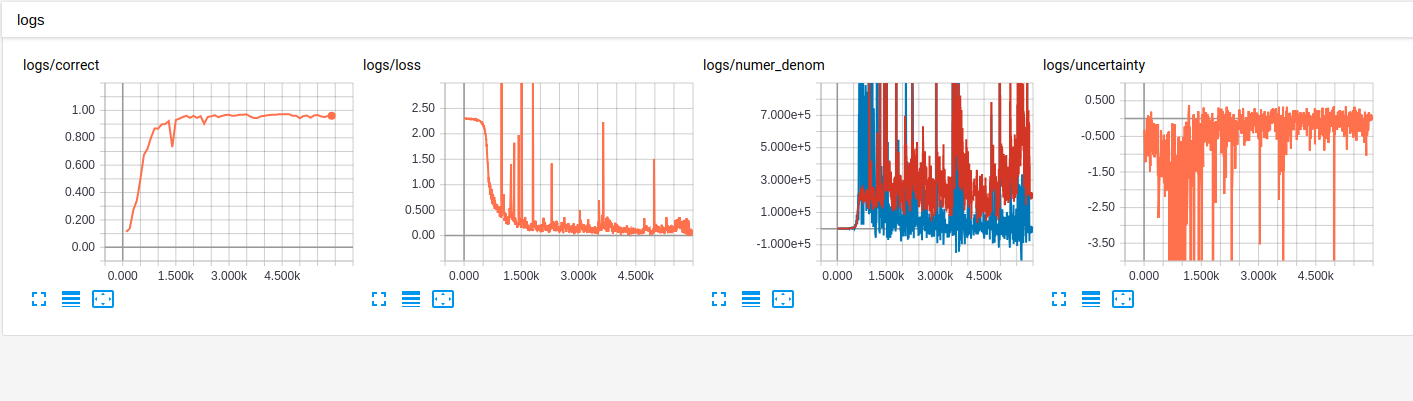 logs
logs/correct
1.00
0.800
0.600
0.400
0.200
0.00
0.000 1.500k 3.000k 4.500k
logs/loss
2.50
2.00
1.50
1.00
0.500
0.00
0.000 1.500k 3.000k 4.500k
logs/numer_denom
7.000e+5
5.000e+5
3.000e+5
1.000e+5
-1.000e+5
0.000 1.500k 3.000k 4.500k
logs/uncertainty
0.500
-0.500
-1.50
-2.50
-3.50
0.000 1.500k 3.000k 4.500k